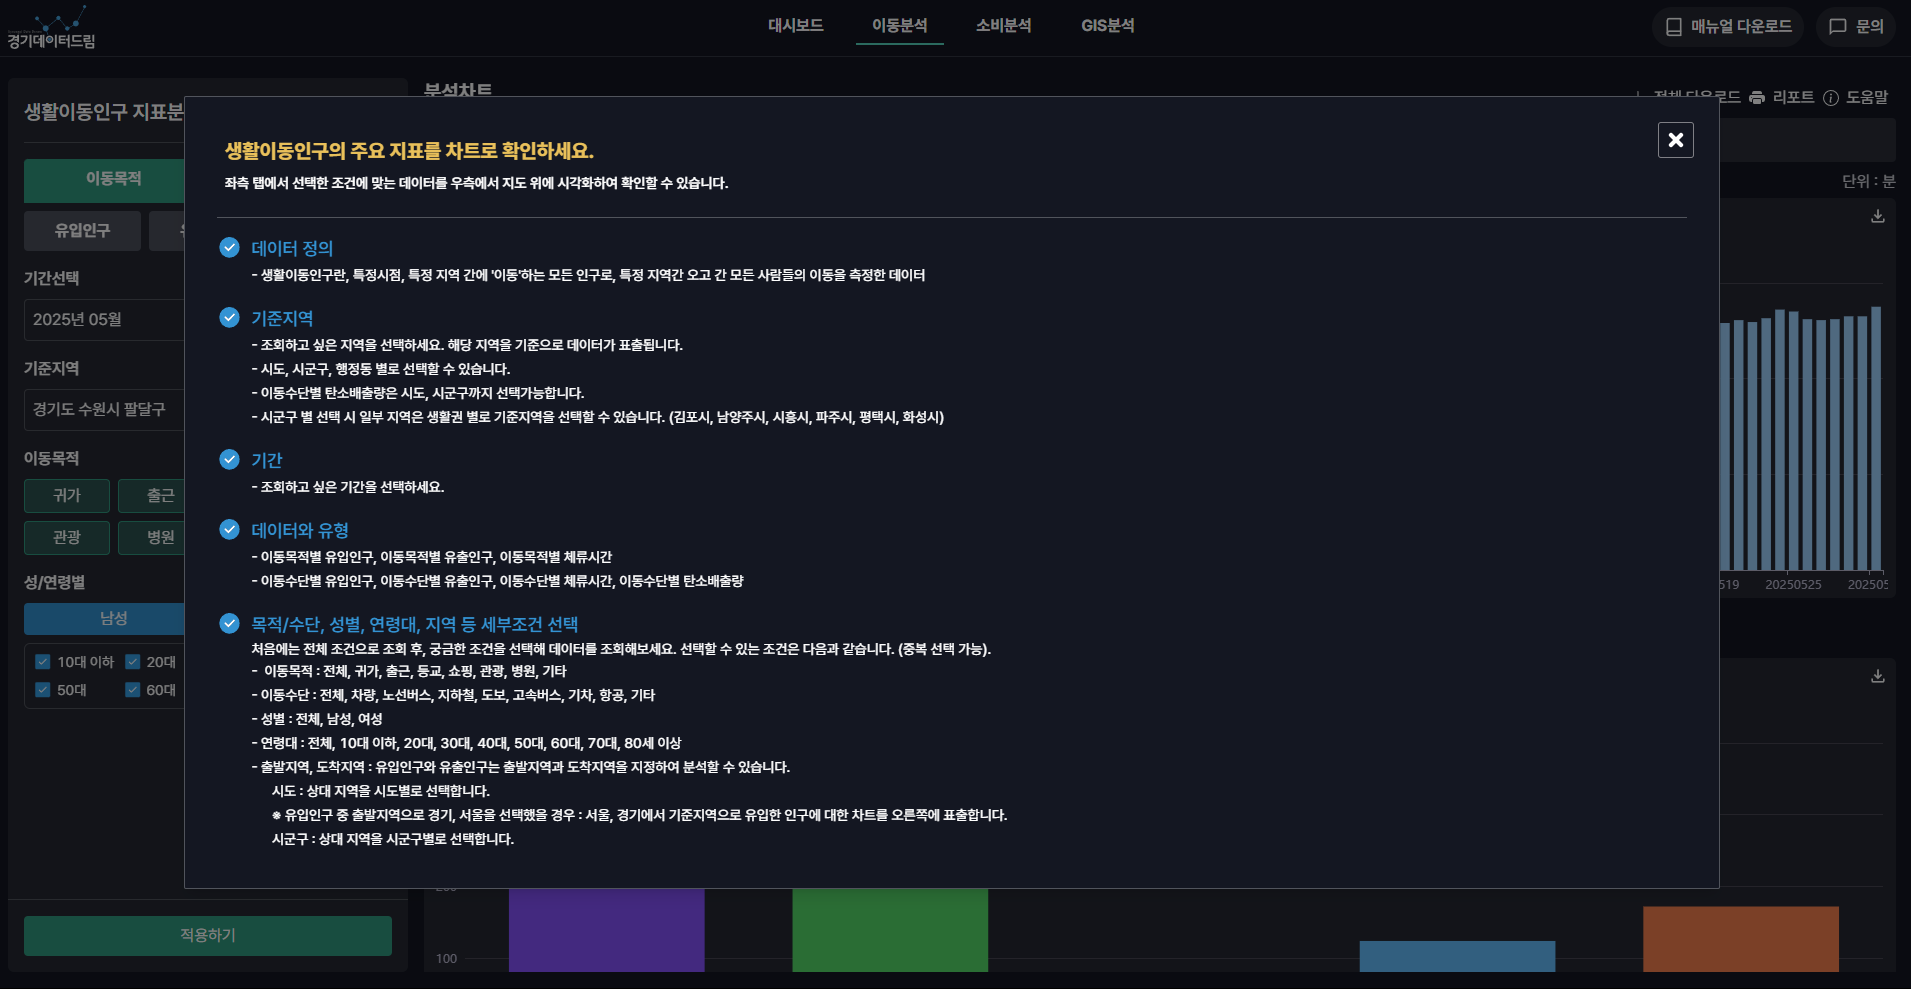 경기데이터드림
대시보드
이동분석
소비분석
GIS분석
매뉴얼 다운로드
문의
생활이동인구 지표분
이동목적
유입인구
기간선택
2025년 05월
기준지역
경기도 수원시 팔달구
이동목적
귀가
출근
관광
병원
성/연령별
남성
10대 이하
20대
50대
60대
적용하기
분석차트
전체 다운로드
리포트
도움말
단위 : 분
생활이동인구의 주요 지표를 차트로 확인하세요.
좌측 탭에서 선택한 조건에 맞는 데이터를 우측에서 지도 위에 시각화하여 확인할 수 있습니다.
데이터 정의
- 생활이동인구란, 특정시점, 특정 지역 간에 '이동'하는 모든 인구로, 특정 지역간 오고 간 모든 사람들의 이동을 측정한 데이터
기준지역
- 조회하고 싶은 지역을 선택하세요. 해당 지역을 기준으로 데이터가 표출됩니다.
- 시도, 시군구, 행정동 별로 선택할 수 있습니다.
- 이동수단별 탄소배출량은 시도, 시군구까지 선택가능합니다.
- 시군구 별 선택 시 일부 지역은 생활권 별로 기준지역을 선택할 수 있습니다. (김포시, 남양주시, 시흥시, 파주시, 평택시, 화성시)
기간
- 조회하고 싶은 기간을 선택하세요.
데이터와 유형
- 이동목적별 유입인구, 이동목적별 유출인구, 이동목적별 체류시간
- 이동수단별 유입인구, 이동수단별 유출인구, 이동수단별 체류시간, 이동수단별 탄소배출량
목적/수단, 성별, 연령대, 지역 등 세부조건 선택
처음에는 전체 조건으로 조회 후, 궁금한 조건을 선택해 데이터를 조회해보세요. 선택할 수 있는 조건은 다음과 같습니다. (중복 선택 가능).
- 이동목적 : 전체, 귀가, 출근, 등교, 쇼핑, 관광, 병원, 기타
- 이동수단 : 전체, 차량, 노선버스, 지하철, 도보, 고속버스, 기차, 항공, 기타
- 성별 : 전체, 남성, 여성
- 연령대 : 전체, 10대 이하, 20대, 30대, 40대, 50대, 60대, 70대, 80세 이상
- 출발지역, 도착지역 : 유입인구와 유출인구는 출발지역과 도착지역을 지정하여 분석할 수 있습니다.
시도 : 상대 지역을 시도별로 선택합니다.
※ 유입인구 중 출발지역으로 경기, 서울을 선택했을 경우 : 서울, 경기에서 기준지역으로 유입한 인구에 대한 차트를 오른쪽에 표출합니다.
시군구 : 상대 지역을 시군구별로 선택합니다.
519
20250525
202505
100